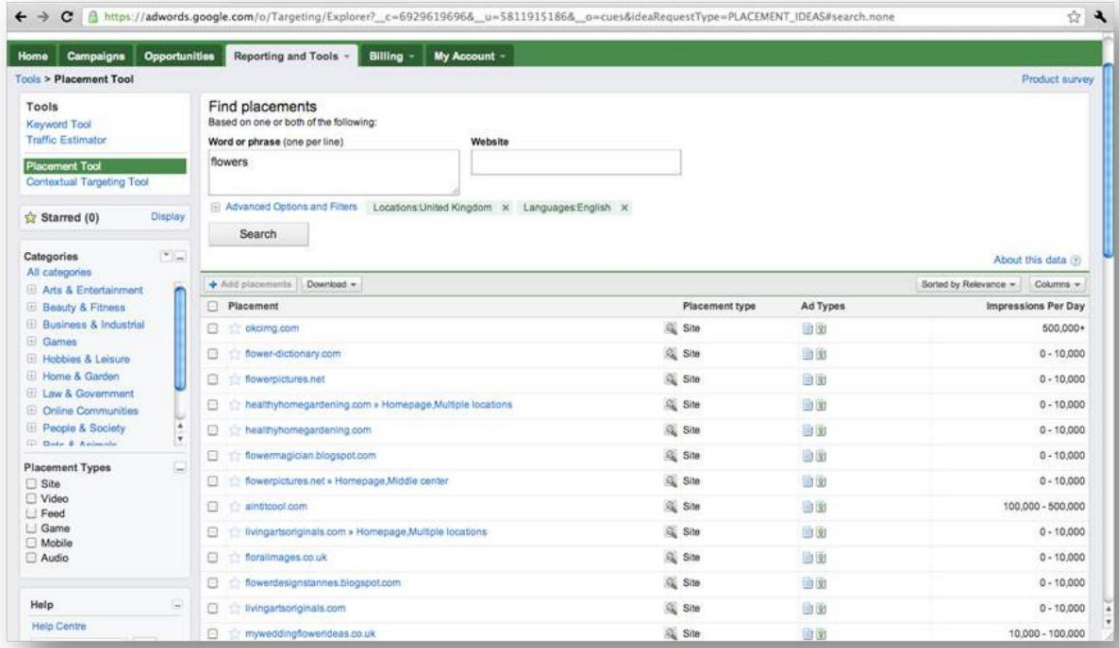 https://adwords.google.com/o/Targeting/Explorer?__c=6929619696&__u=5811915186&__o=cues&ideaRequestType=PLACEMENT_IDEAS#search.none
Home Campaigns Opportunities Reporting and Tools Billing My Account
Tools > Placement Tool Product survey
Tools
Keyword Tool
Traffic Estimator
Placement Tool
Contextual Targeting Tool
Starred (0) Display
Categories
All categories
Arts & Entertainment
Beauty & Fitness
Business & Industrial
Games
Hobbies & Leisure
Home & Garden
Law & Government
Online Communities
People & Society
Pets & Animals
Placement Types
Site
Video
Feed
Game
Mobile
Audio
Help
Help Centre
Find placements
Based on one or both of the following:
Word or phrase (one per line) Website
flowers
Advanced Options and Filters Locations:United Kingdom × Languages:English ×
Search
About this data
Add placements Download Sorted by Relevance Columns
Placement Placement type Ad Types Impressions Per Day
okcimg.com Site 500,000+
flower-dictionary.com Site 0 - 10,000
flowerpictures.net Site 0 - 10,000
healthyhomegardening.com » Homepage,Multiple locations Site 0 - 10,000
healthyhomegardening.com Site 0 - 10,000
flowermagician.blogspot.com Site 0 - 10,000
flowerpictures.net » Homepage,Middle center Site 0 - 10,000
aintitcool.com Site 100,000 - 500,000
livingartsoriginals.com » Homepage,Multiple locations Site 0 - 10,000
floralimages.co.uk Site 0 - 10,000
flowerdesignstannes.blogspot.com Site 0 - 10,000
livingartsoriginals.com Site 0 - 10,000
myweddingflowerideas.co.uk Site 10,000 - 100,000